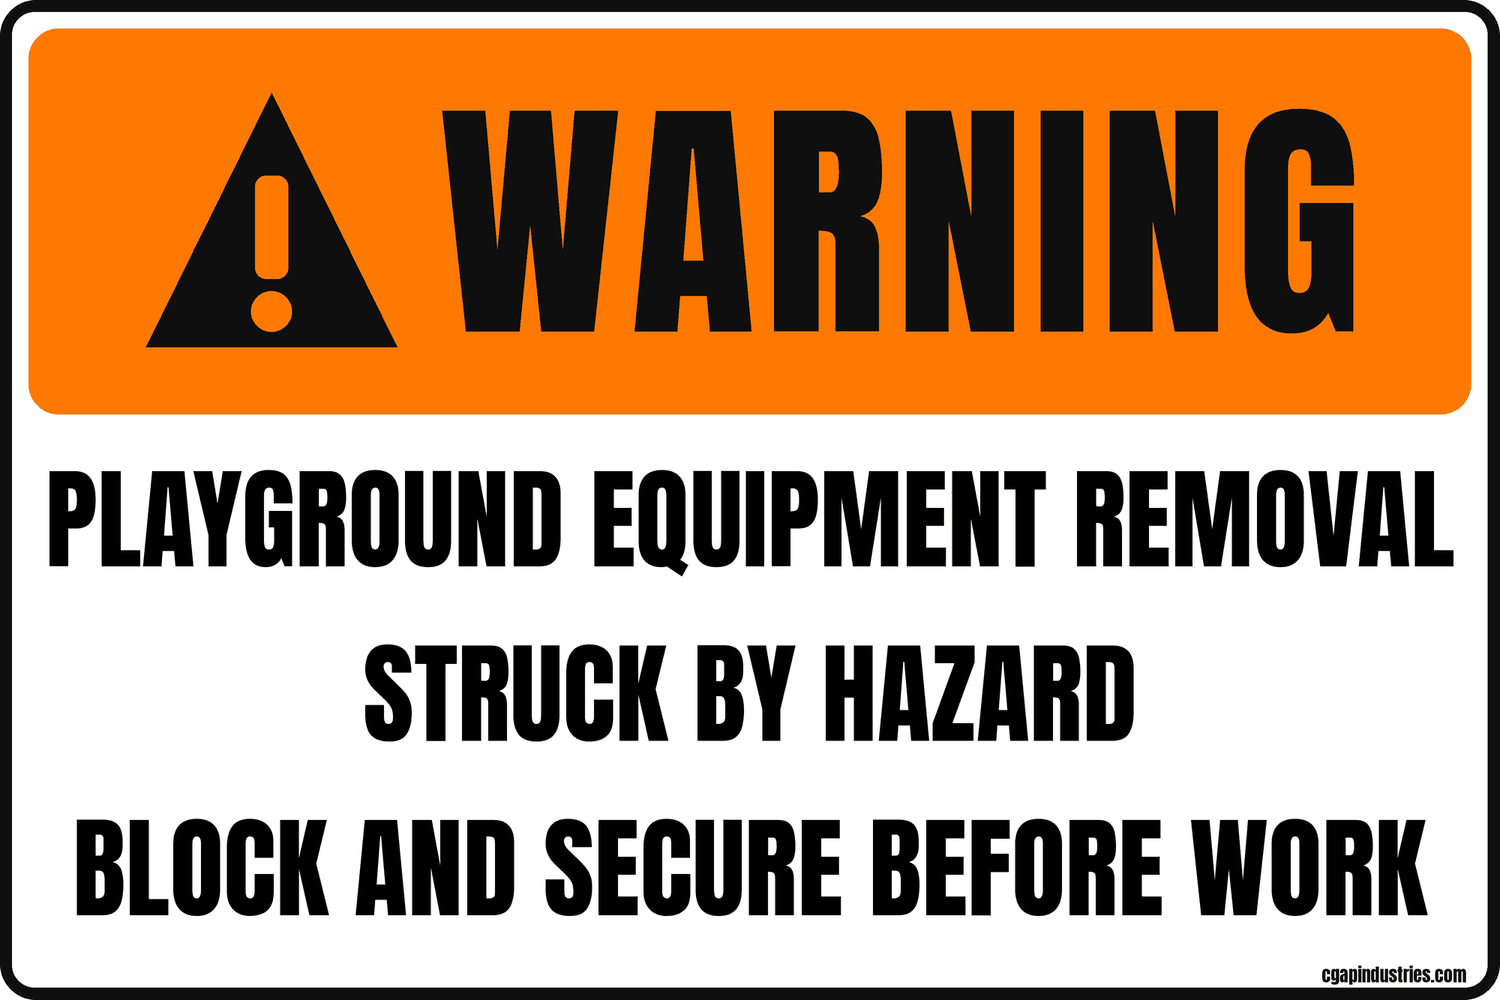 WARNING
PLAYGROUND EQUIPMENT REMOVAL
STRUCK BY HAZARD
BLOCK AND SECURE BEFORE WORK
cgapindustries.com